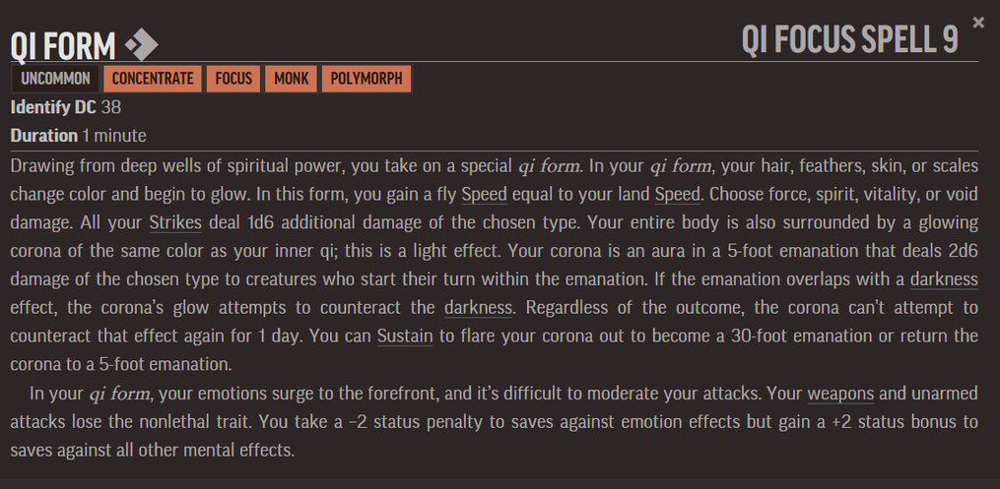 ×
QI FORM QI FOCUS SPELL 9
UNCOMMON CONCENTRATE FOCUS MONK POLYMORPH
Identify DC 38
Duration 1 minute
Drawing from deep wells of spiritual power, you take on a special qi form. In your qi form, your hair, feathers, skin, or scales
change color and begin to glow. In this form, you gain a fly Speed equal to your land Speed. Choose force, spirit, vitality, or void
damage. All your Strikes deal 1d6 additional damage of the chosen type. Your entire body is also surrounded by a glowing
corona of the same color as your inner qi; this is a light effect. Your corona is an aura in a 5-foot emanation that deals 2d6
damage of the chosen type to creatures who start their turn within the emanation. If the emanation overlaps with a darkness
effect, the corona's glow attempts to counteract the darkness. Regardless of the outcome, the corona can't attempt to
counteract that effect again for 1 day. You can Sustain to flare your corona out to become a 30-foot emanation or return the
corona to a 5-foot emanation.
In your qi form, your emotions surge to the forefront, and it's difficult to moderate your attacks. Your weapons and unarmed
attacks lose the nonlethal trait. You take a −2 status penalty to saves against emotion effects but gain a +2 status bonus to
saves against all other mental effects.